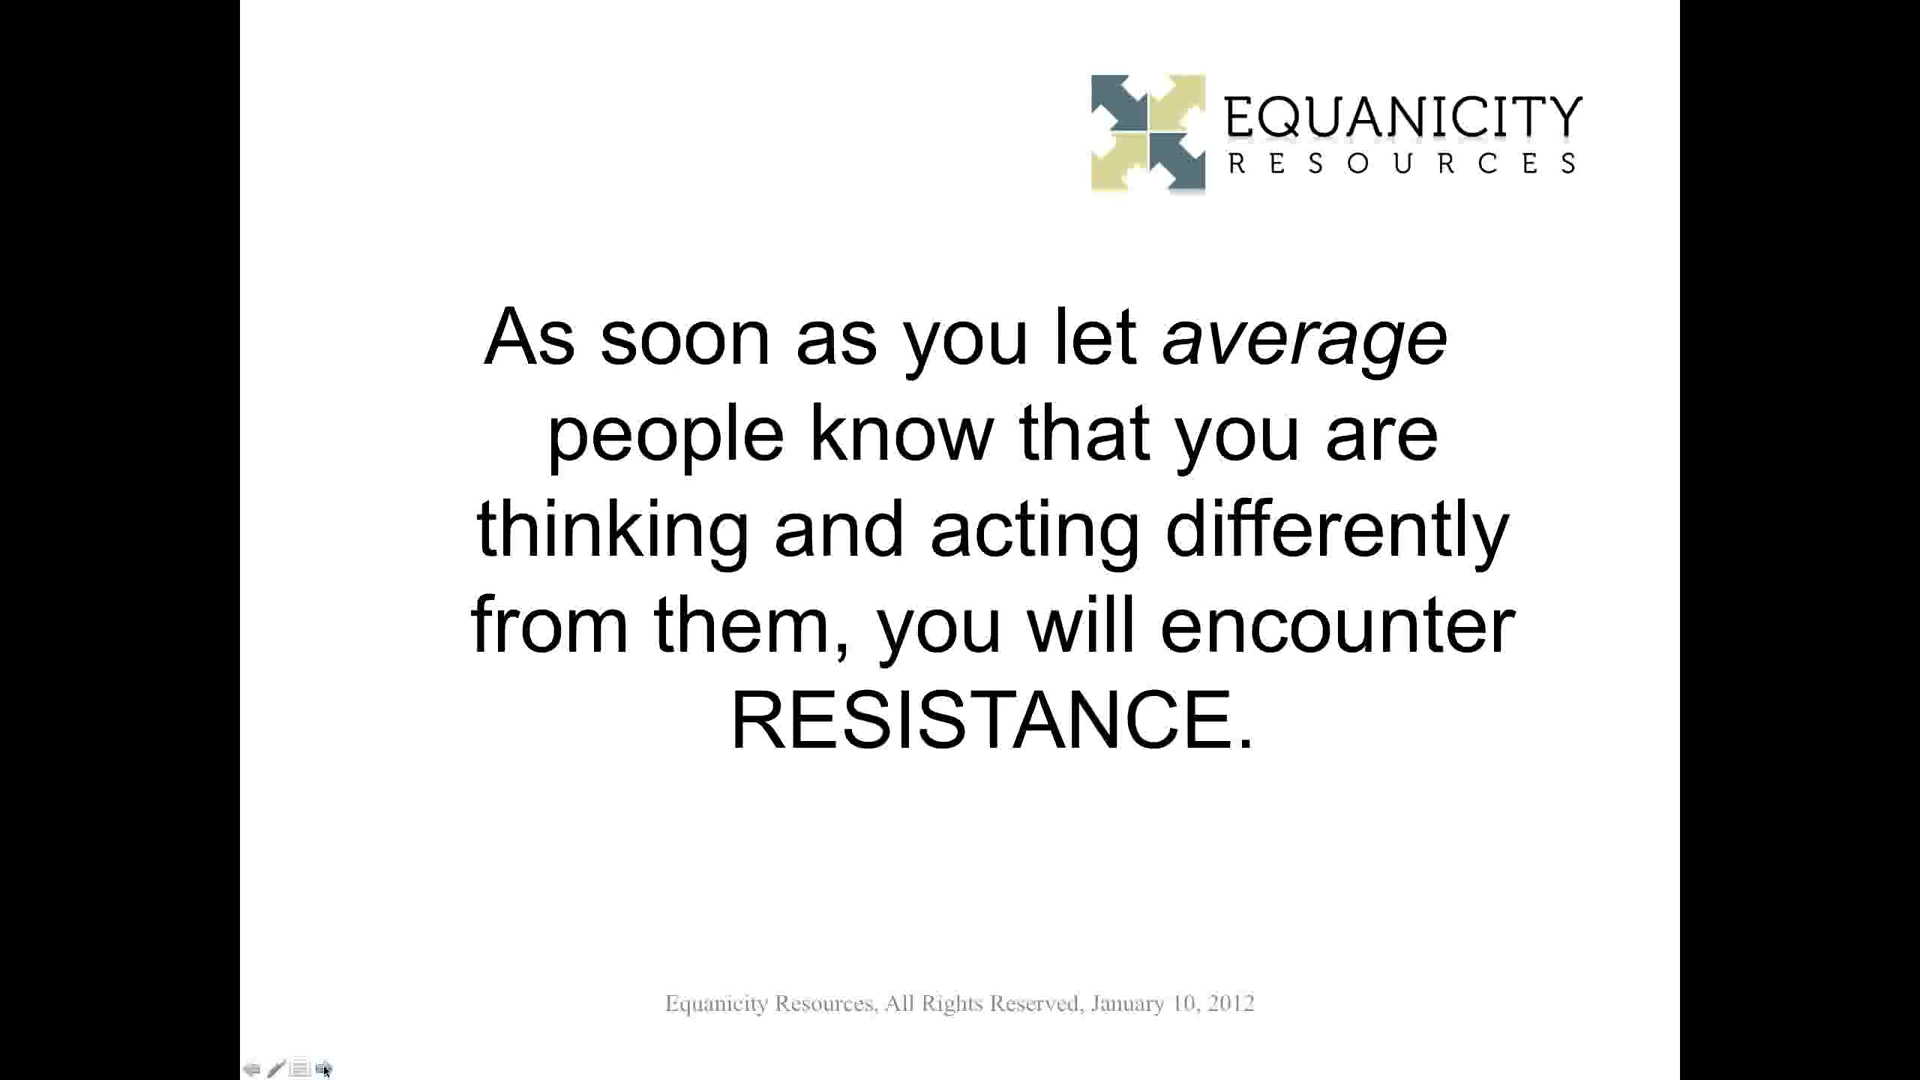 EQUANICITY
RESOURCES
As soon as you let average
people know that you are
thinking and acting differently
from them, you will encounter
RESISTANCE.
Equanicity Resources, All Rights Reserved, January 10, 2012